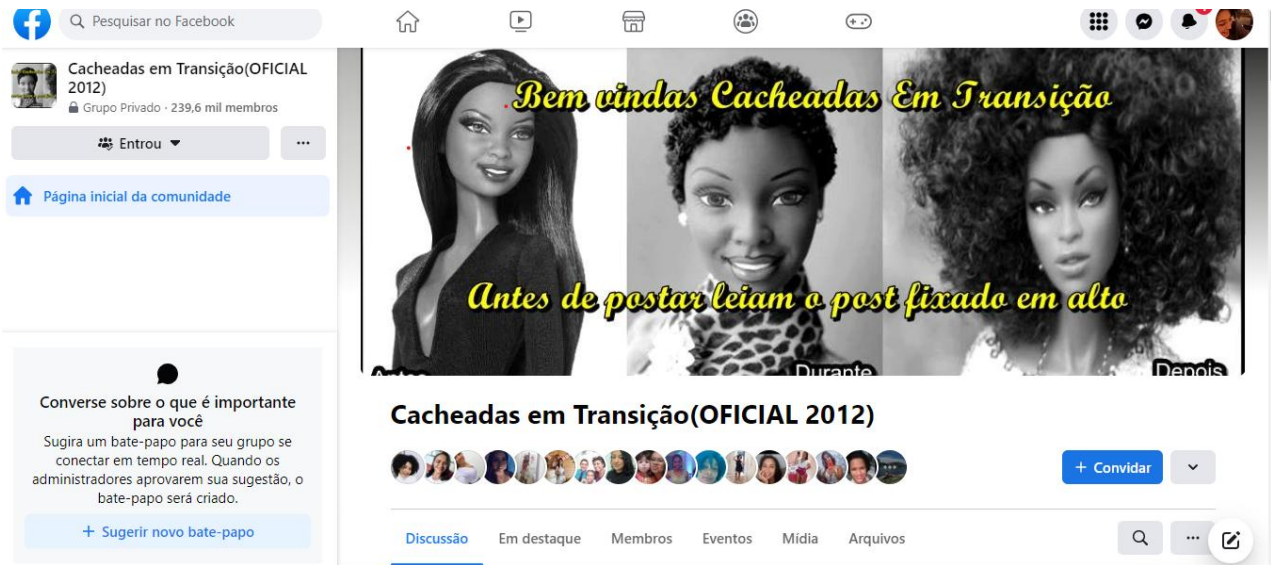 Pesquisar no Facebook
Cacheadas em Transição(OFICIAL
2012)
Grupo Privado · 239,6 mil membros
Entrou
Página inicial da comunidade
Converse sobre o que é importante
para você
Sugira um bate-papo para seu grupo se
conectar em tempo real. Quando os
administradores aprovarem sua sugestão, o
bate-papo será criado.
+ Sugerir novo bate-papo
Bem vindas Cacheadas Em Transição
Antes de postar leiam o post fixado em alto
Antes
Durante
Depois
Cacheadas em Transição(OFICIAL 2012)
+ Convidar
Discussão Em destaque Membros Eventos Mídia Arquivos